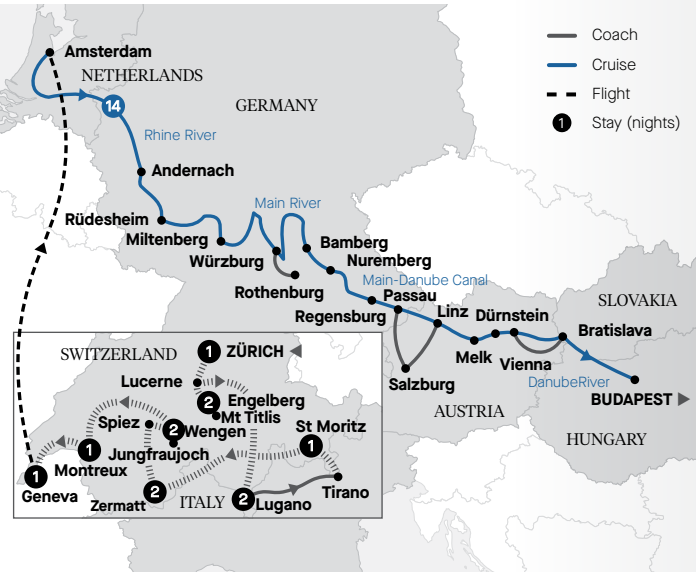 Amsterdam
NETHERLANDS
GERMANY
14
Rhine River
Andernach
Rüdesheim
Miltenberg
Main River
Würzburg
Rothenburg
Bamberg
Nuremberg
Main-Danube Canal
Passau
Regensburg
Linz
Dürnstein
Melk
Vienna
Salzburg
Bratislava
SLOVAKIA
DanubeRiver
BUDAPEST
AUSTRIA
HUNGARY
Coach
Cruise
Flight
1 Stay (nights)
SWITZERLAND
1 ZÜRICH
Lucerne
2 Engelberg
Mt Titlis
Spiez
2 Wengen
Jungfraujoch
St Moritz
1
1
Montreux
1
Geneva
Zermatt 2
ITALY
2 Lugano
Tirano